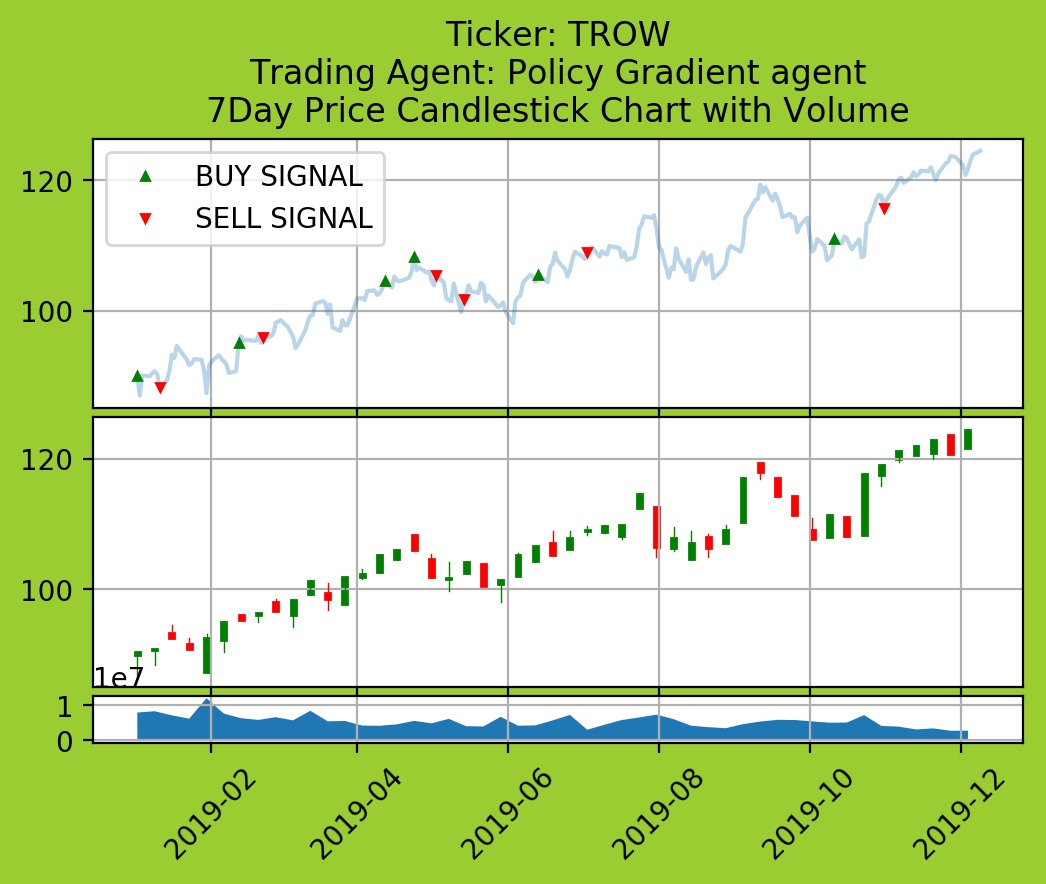 Ticker: TROW
Trading Agent: Policy Gradient agent
7Day Price Candlestick Chart with Volume
BUY SIGNAL
SELL SIGNAL
120
100
120
100
1e7
1
0
2019-02
2019-04
2019-06
2019-08
2019-10
2019-12